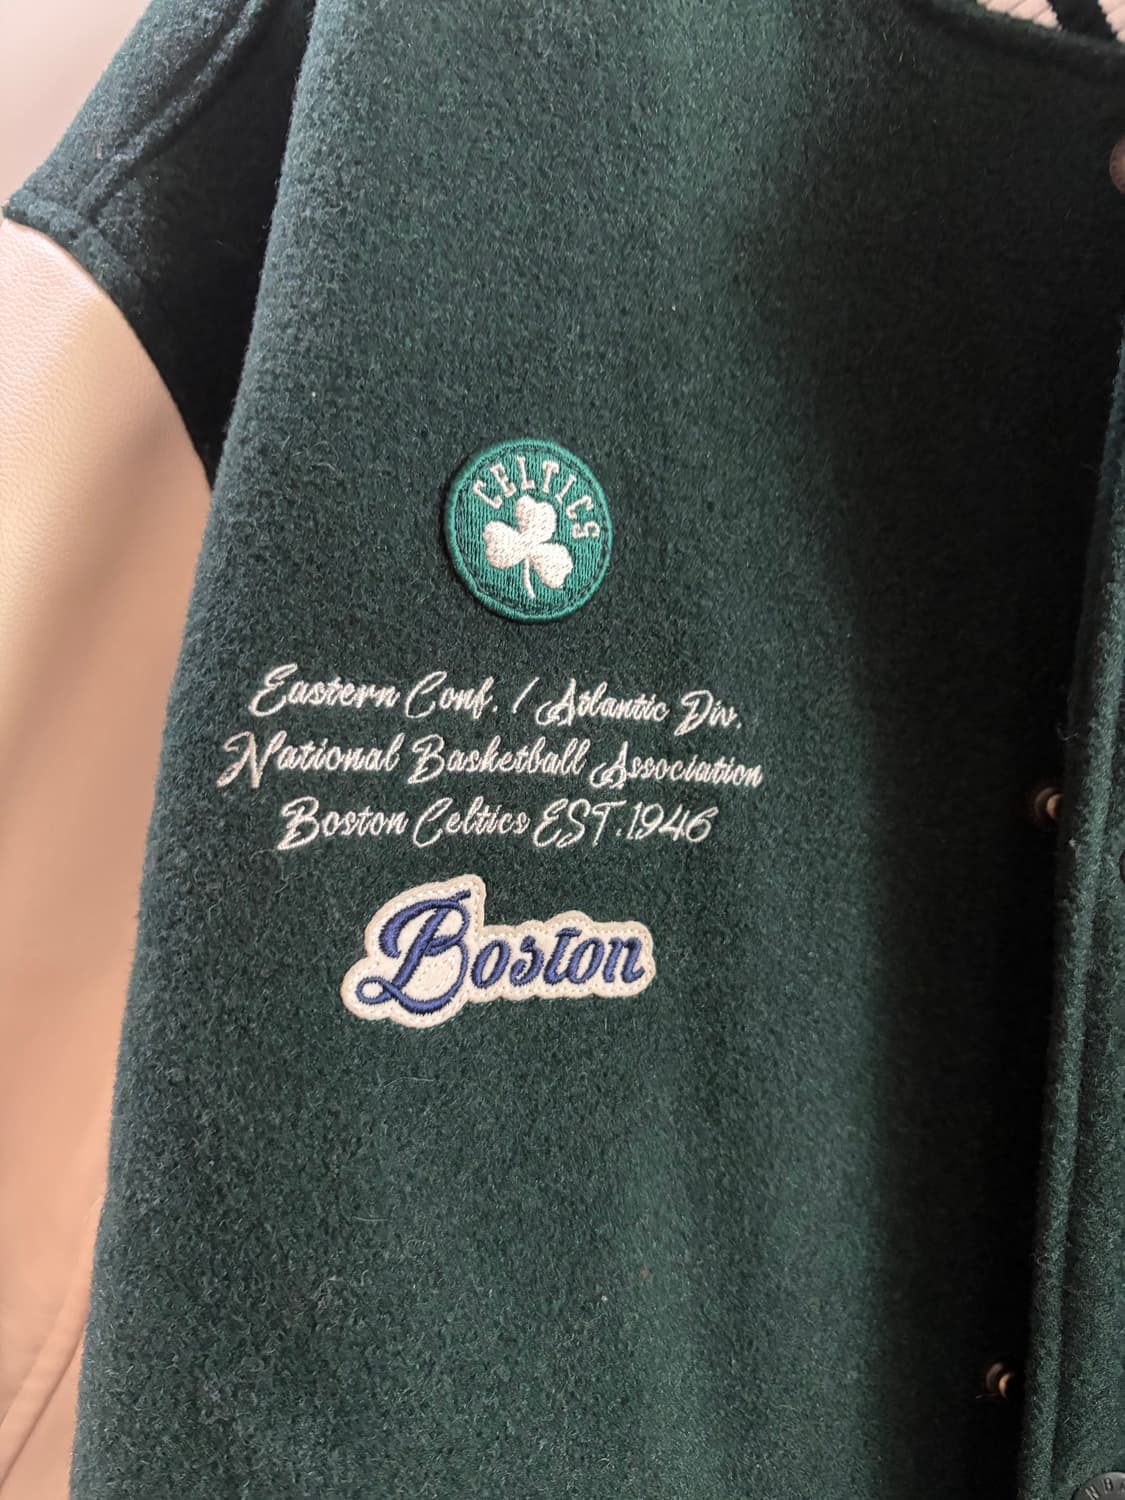 CELTICS
Eastern Conf. / Atlantic Div.
National Basketball Association
Boston Celtics EST.1946
Boston